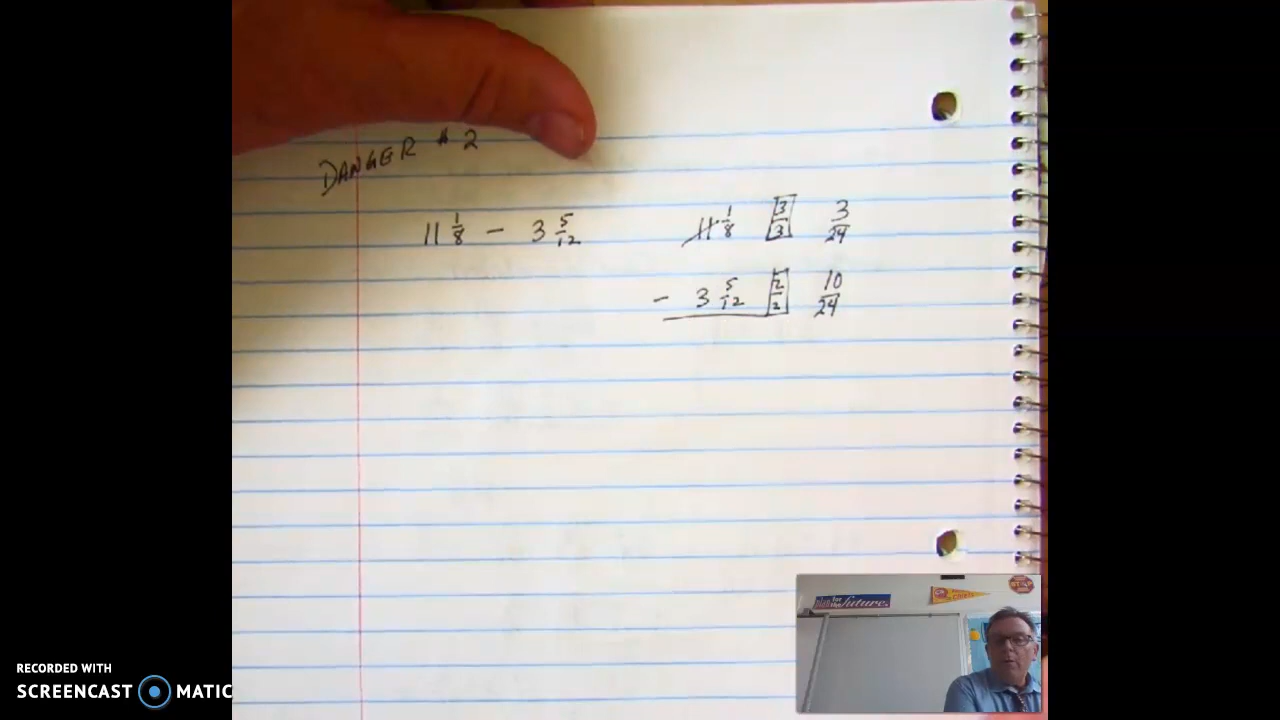 DANGER # 2
11 1/8 - 3 5/12
11 1/8 [3/3] 3/24
- 3 5/12 [2/2] 10/24
future.
RECORDED WITH
SCREENCAST MATIC